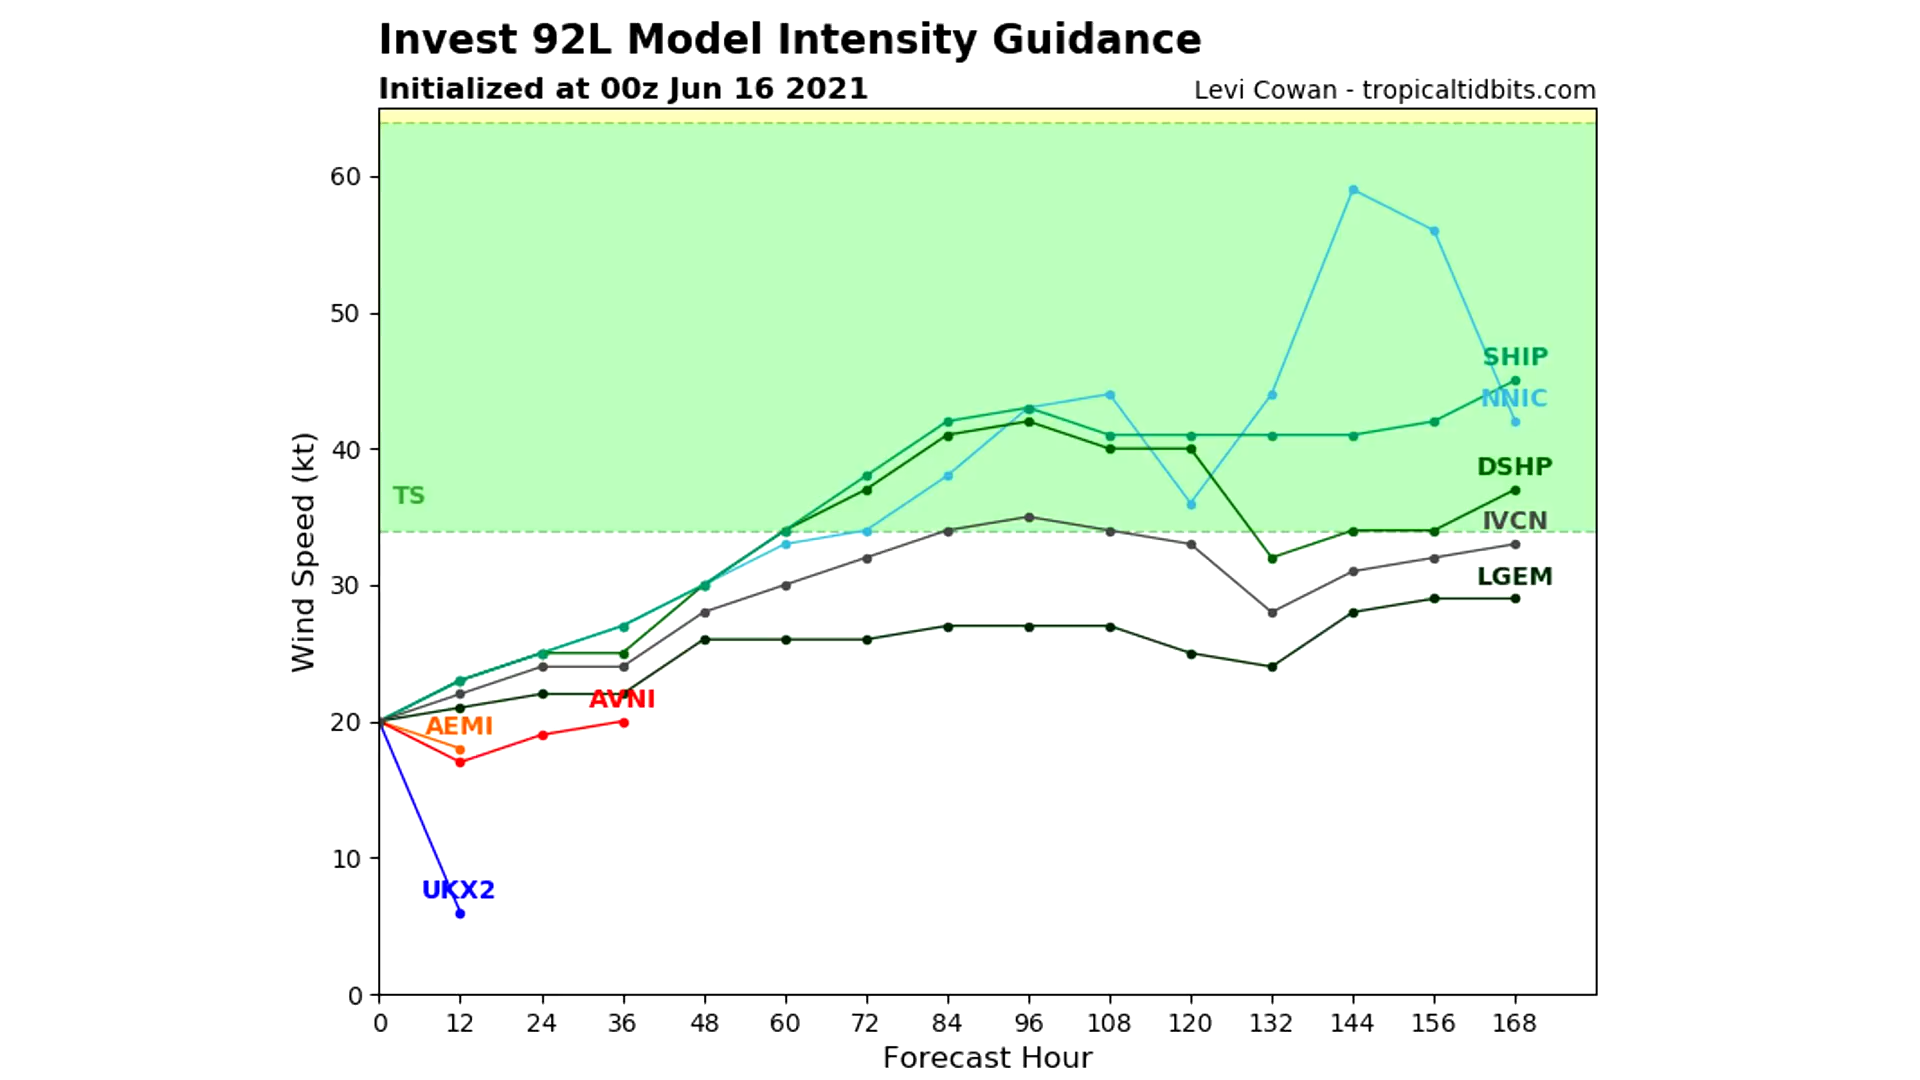 Invest 92L Model Intensity Guidance
Initialized at 00z Jun 16 2021
Levi Cowan - tropicaltidbits.com
Wind Speed (kt)
60
50
40
30
20
10
0
TS
SHIP
NNIC
DSHP
IVCN
LGEM
AVNI
AEMI
UKX2
0 12 24 36 48 60 72 84 96 108 120 132 144 156 168
Forecast Hour